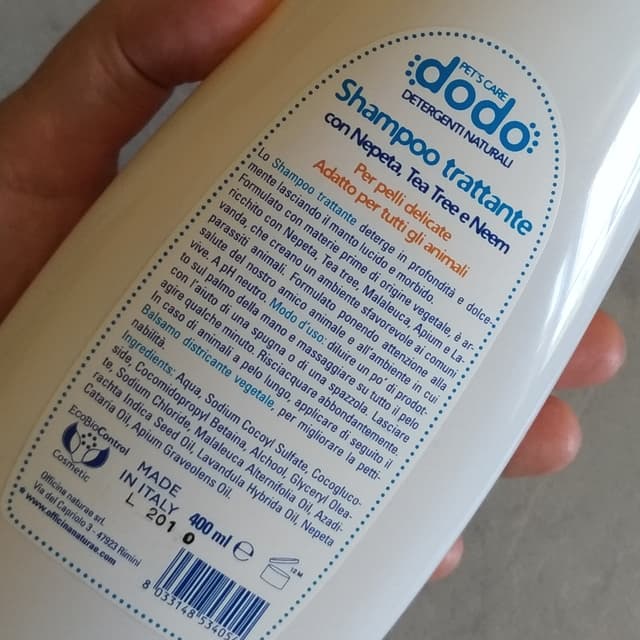 PET'S CARE
dodo
DETERGENTI NATURALI
Shampoo trattante
con Nepeta, Tea Tree e Neem
Per pelli delicate
Adatto per tutti gli animali
Lo Shampoo trattante deterge in profondità e dolce-
mente lasciando il manto lucido e morbido.
Formulato con materie prime di origine vegetale, è ar-
ricchito con Nepeta, Tea tree, Malaleuca, Apium e La-
vanda, che creano un ambiente sfavorevole ai comuni
parassiti animali. Formulato ponendo attenzione alla
salute del nostro amico animale e all'ambiente in cui
vive. A pH neutro. Modo d'uso: diluire un po' di prodot-
to sul palmo della mano e massaggiare su tutto il pelo
con l'aiuto di una spugna o di una spazzola. Lasciare
agire qualche minuto. Risciacquare abbondantemente.
In caso di animali a pelo lungo, applicare di seguito il
Balsamo districante vegetale, per migliorare la petti-
nabilità.
Ingredients: Aqua, Sodium Cocoyl Sulfate, Cocogluco-
side, Cocomidopropyl Betaina, Alchool, Glyceryl Olea-
te, Sodium Chloride, Malaleuca Alternifolia Oil, Azadi-
rachta Indica Seed Oil, Lavandula Hybrida Oil, Nepeta
Cataria Oil, Apium Graveolens Oil.
EcoBioControl
Cosmetic
MADE
IN ITALY
L 201 0
400 ml e
12 M
Officina naturae art.
Via del Capriolo 3 - 47923 Rimini
www.officinaturae.com
8 033148 53405